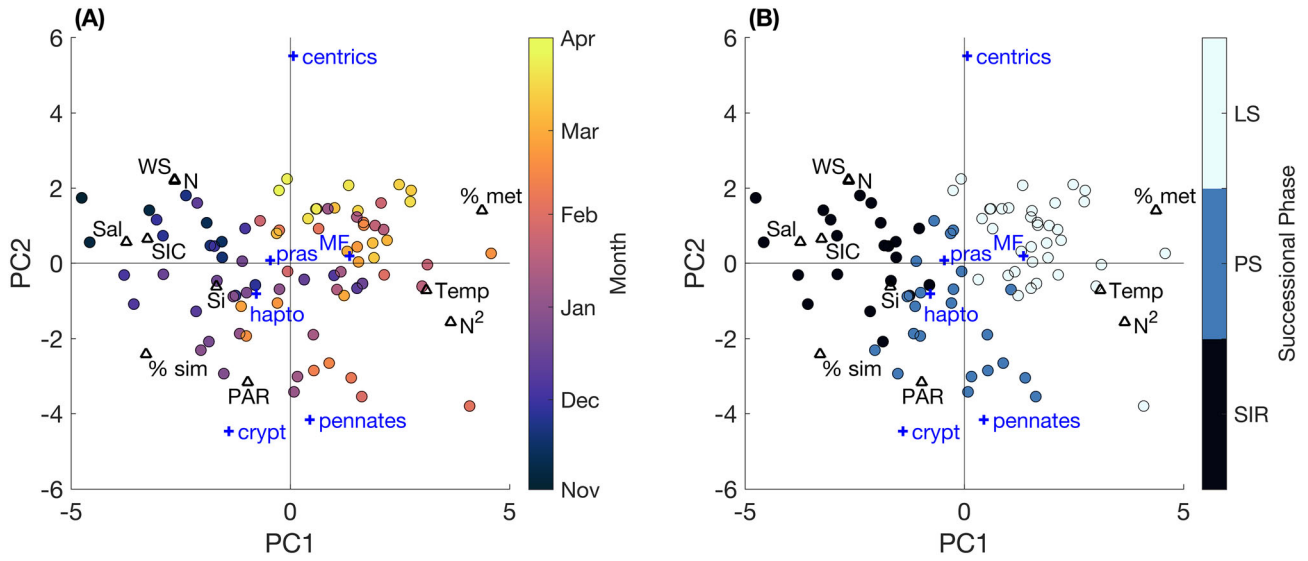 (A)
6
4
2
0
-2
-4
-6
-5
0
5
PC2
PC1
centrics
WS
N
% met
Sal
SIC
pras
MF
Si
hapto
Temp
N²
% sim
PAR
pennates
crypt
Apr
Mar
Feb
Jan
Dec
Nov
Month
(B)
6
4
2
0
-2
-4
-6
-5
0
5
PC2
PC1
centrics
WS
N
% met
Sal
SIC
pras
MF
Si
hapto
Temp
N²
% sim
PAR
pennates
crypt
LS
PS
SIR
Successional Phase